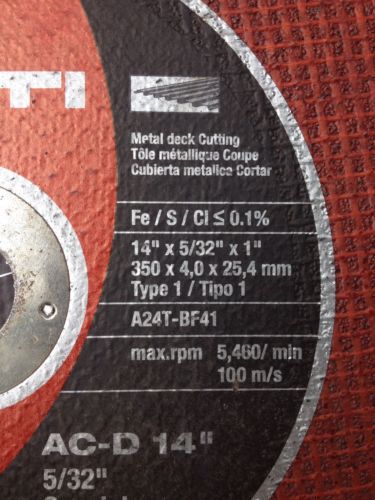 TI
Metal deck Cutting
Tôle métallique Coupe
Cubierta metalica Cortar
Fe / S / Cl ≤ 0.1%
14" x 5/32" x 1"
350 x 4,0 x 25,4 mm
Type 1 / Tipo 1
A24T-BF41
max.rpm 5,460/ min
100 m/s
AC-D 14"
5/32"